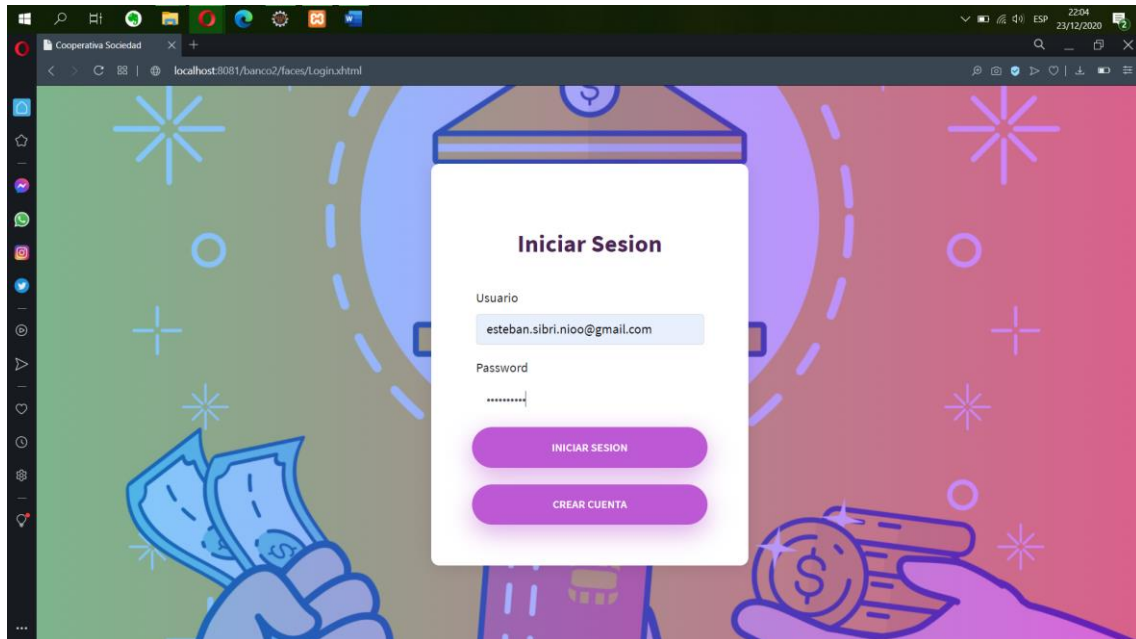 ESP
22:04
23/12/2020
2
Cooperativa Sociedad
localhost:8081/banco2/faces/Login.xhtml
Iniciar Sesion
Usuario
esteban.sibri.nioo@gmail.com
Password
INICIAR SESION
CREAR CUENTA